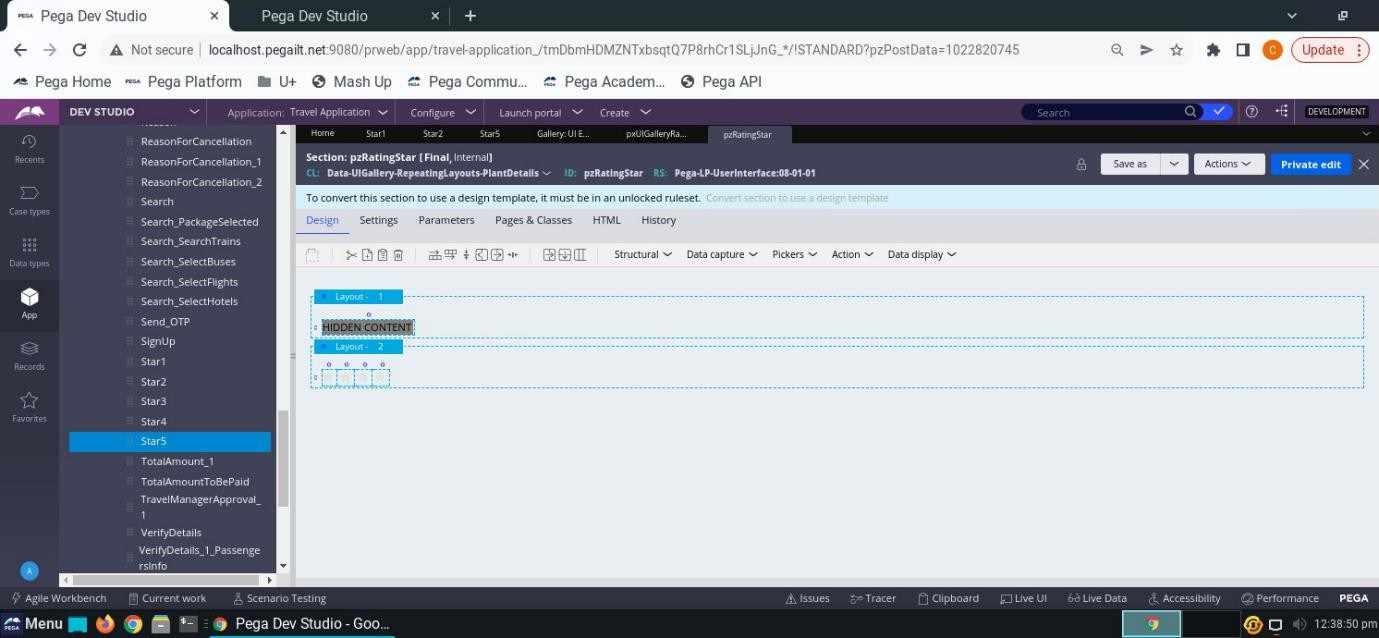 PEGA Pega Dev Studio × Pega Dev Studio × +
Not secure | localhost.pegailt.net:9080/prweb/app/travel-application_/tmDbmHDMZNTxbsqtQ7P8rhCr1SLjJnG_*/!STANDARD?pzPostData=1022820745 C Update
Pega Home PEGA Pega Platform U+ Mash Up Pega Commu... Pega Academ... Pega API
DEV STUDIO Application: Travel Application Configure Launch portal Create Search DEVELOPMENT
Recents
Case types
Data types
App
Records
Favorites
A
ReasonForCancellation
ReasonForCancellation_1
ReasonForCancellation_2
Search
Search_PackageSelected
Search_SearchTrains
Search_SelectBuses
Search_SelectFlights
Search_SelectHotels
Send_OTP
SignUp
Star1
Star2
Star3
Star4
Star5
TotalAmount_1
TotalAmountToBePaid
TravelManagerApproval_
1
VerifyDetails
VerifyDetails_1_Passenge
rsInfo
Home Star1 Star2 Star5 Gallery: UI E... pxUIGalleryRa... pzRatingStar
Section: pzRatingStar [Final, Internal]
CL: Data-UIGallery-RepeatingLayouts-PlantDetails ID: pzRatingStar RS: Pega-LP-UserInterface:08-01-01
Save as Actions Private edit
To convert this section to use a design template, it must be in an unlocked ruleset. Convert section to use a design template
Design Settings Parameters Pages & Classes HTML History
Structural Data capture Pickers Action Data display
Layout - 1
HIDDEN CONTENT
Layout - 2
Agile Workbench Current work Scenario Testing Issues Tracer Clipboard Live UI Live Data Accessibility Performance PEGA
PEGA Menu Pega Dev Studio - Goo... 12:38:50 pm